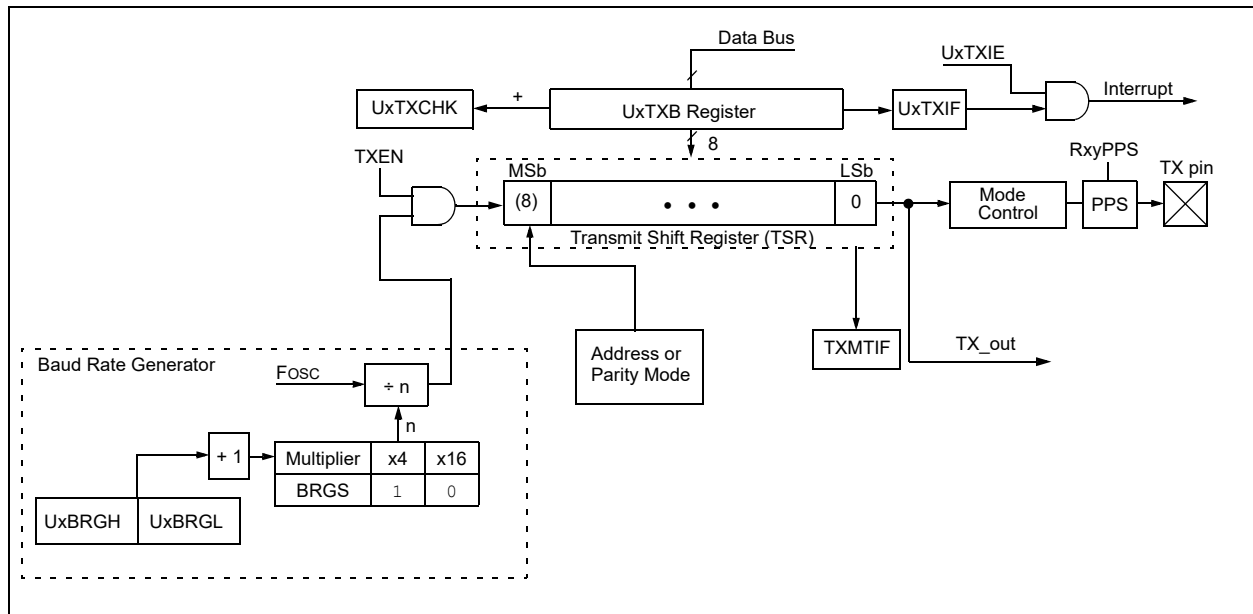 Data Bus
UxTXIE
Interrupt
UxTXCHK
+
UxTXB Register
UxTXIF
8
TXEN
RxyPPS
TX pin
MSb
LSb
(8)
• • •
0
Mode
Control
PPS
Transmit Shift Register (TSR)
Address or
Parity Mode
TXMTIF
TX_out
Baud Rate Generator
FOSC
÷ n
n
+ 1
Multiplier x4 x16
BRGS 1 0
UxBRGH UxBRGL